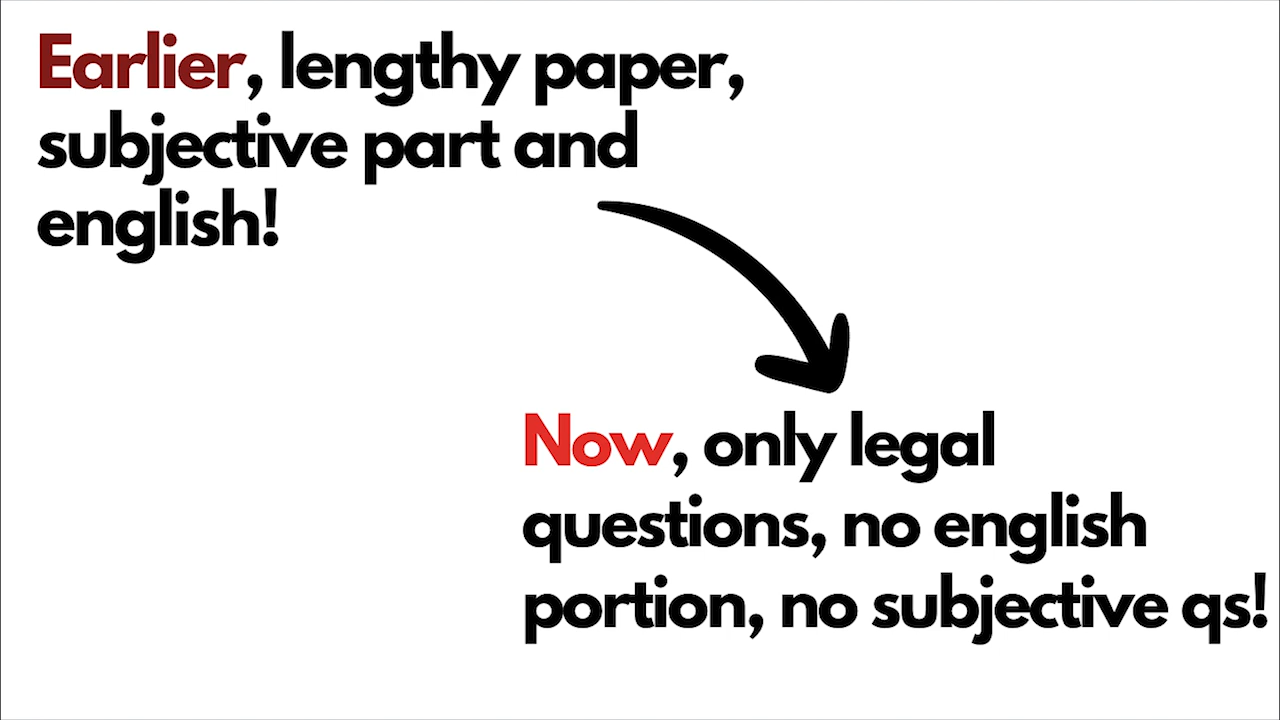 Earlier, lengthy paper,
subjective part and
english!
Now, only legal
questions, no english
portion, no subjective qs!